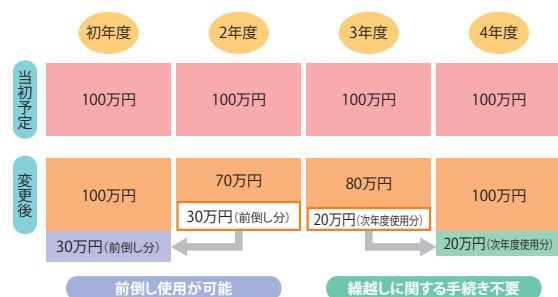 初年度 2年度 3年度 4年度
当初予定
100万円 100万円 100万円 100万円
変更後
100万円 70万円 80万円 100万円
30万円(前倒し分) 20万円(次年度使用分)
30万円(前倒し分) 20万円(次年度使用分)
前倒し使用が可能 繰越しに関する手続き不要